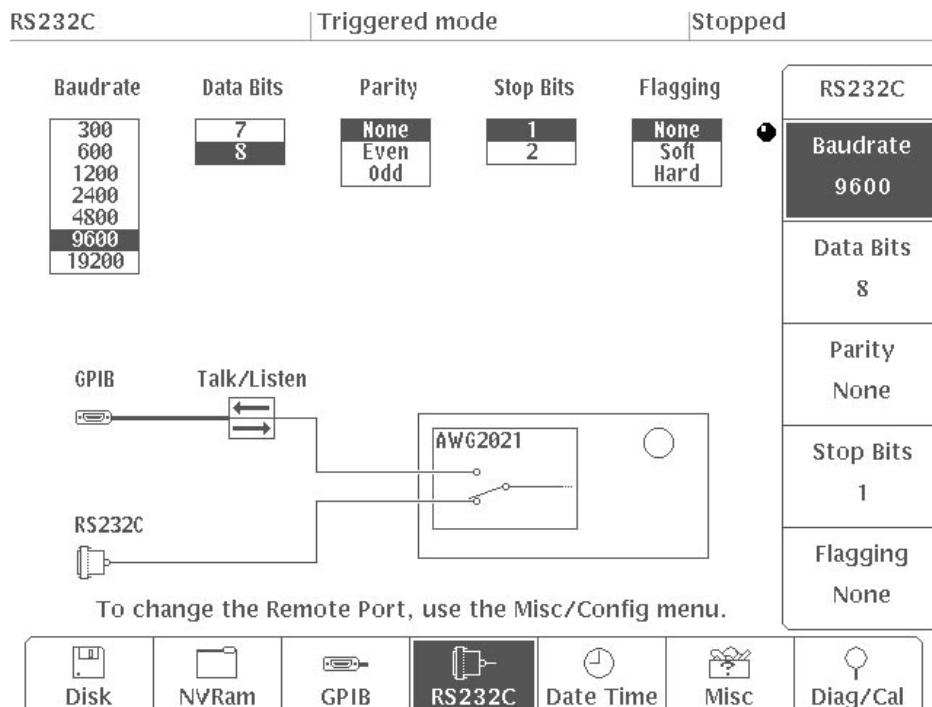 RS232C Triggered mode Stopped
Baudrate Data Bits Parity Stop Bits Flagging
300
600
1200
2400
4800
9600
19200
7
8
None
Even
Odd
1
2
None
Soft
Hard
RS232C
Baudrate
9600
Data Bits
8
Parity
None
Stop Bits
1
Flagging
None
GPIB Talk/Listen
AWG2021
RS232C
To change the Remote Port, use the Misc/Config menu.
Disk NVRam GPIB RS232C Date Time Misc Diag/Cal